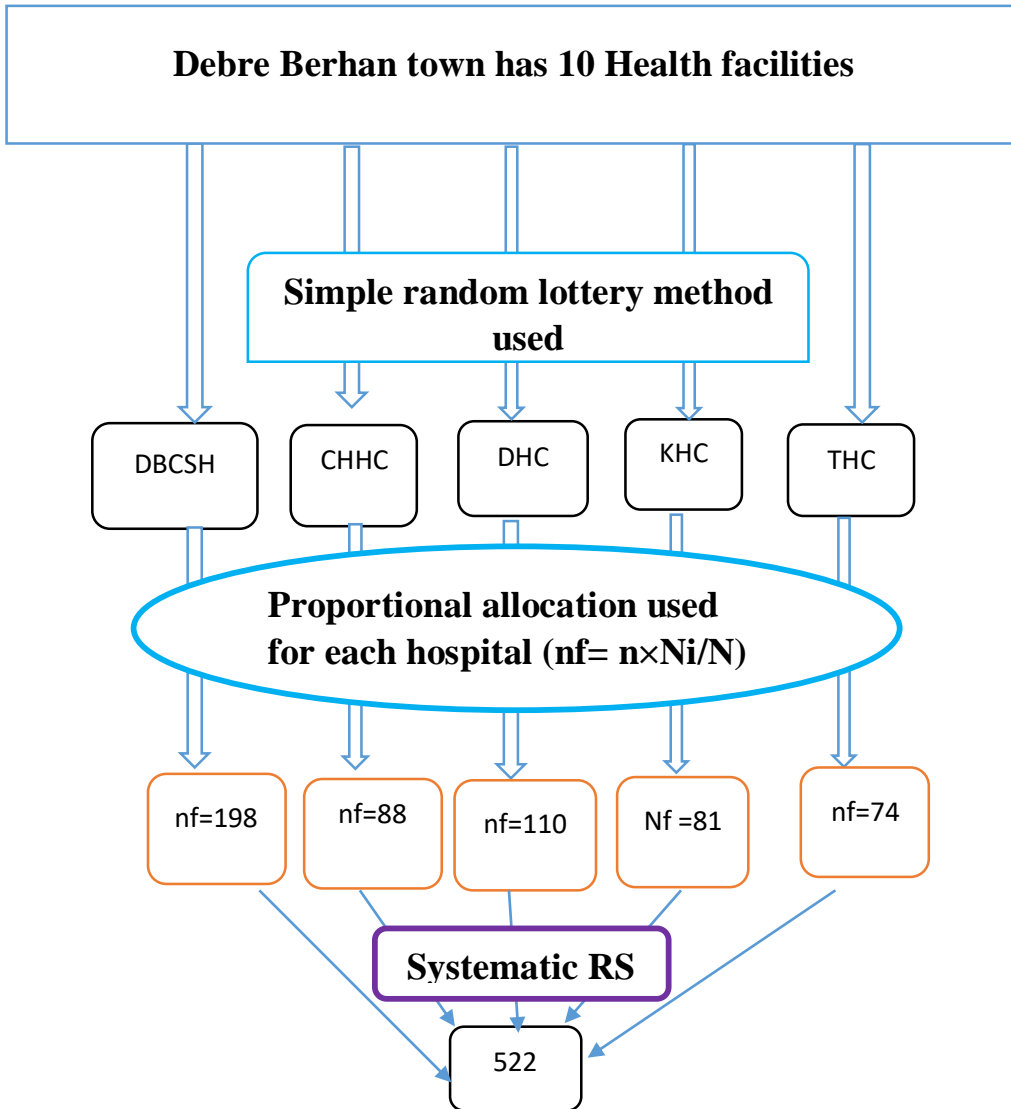 Debre Berhan town has 10 Health facilities
Simple random lottery method
used
DBCSH
CHHC
DHC
KHC
THC
Proportional allocation used
for each hospital (nf= n×Ni/N)
nf=198
nf=88
nf=110
Nf =81
nf=74
Systematic RS
522